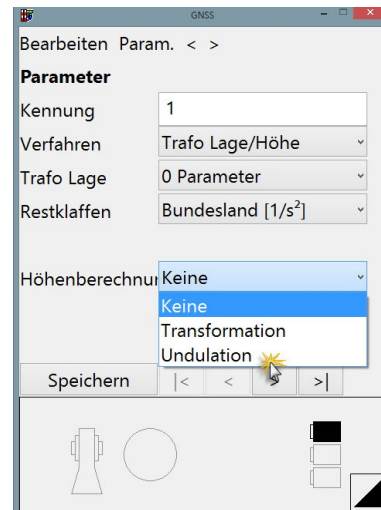 GNSS
Bearbeiten Param. < >
Parameter
Kennung 1
Verfahren Trafo Lage/Höhe
Trafo Lage 0 Parameter
Restklaffen Bundesland [1/s²]
Höhenberechnu Keine
Keine
Transformation
Undulation
Speichern |< < > >|